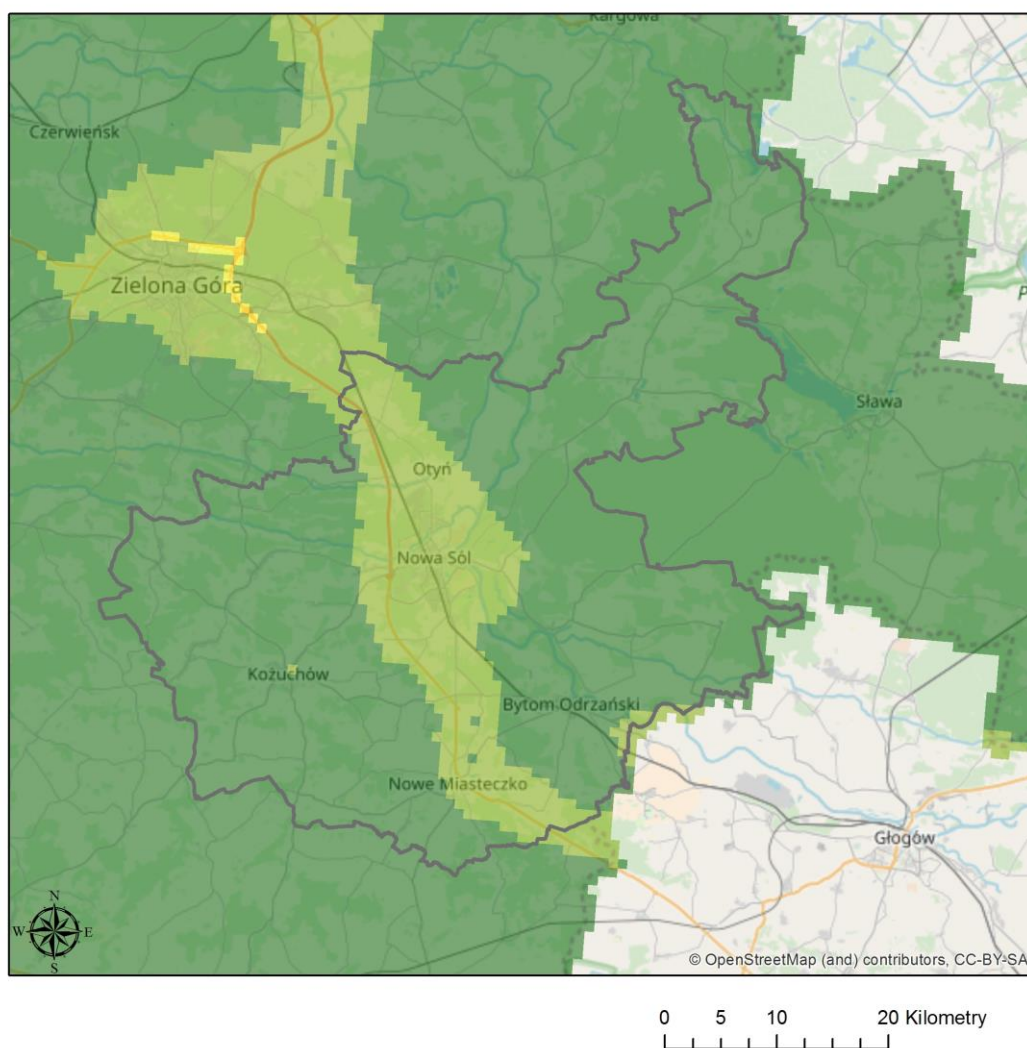 Kargowa
Czerwieńsk
Zielona Góra
P
Sława
Otyń
Nowa Sól
Kożuchów
Bytom Odrzański
Nowe Miasteczko
Głogów
N
W E
S
© OpenStreetMap (and) contributors, CC-BY-SA
0 5 10 20 Kilometry